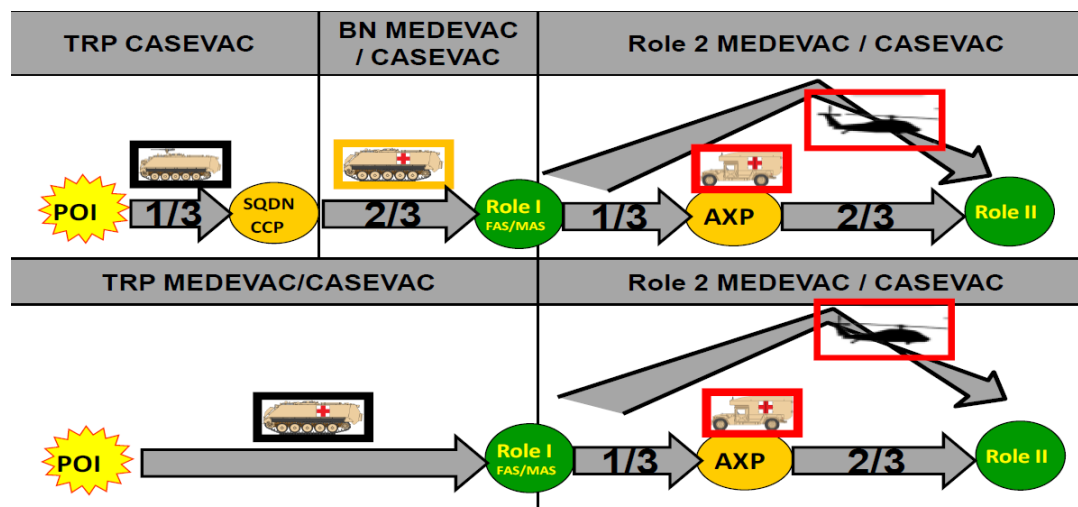 TRP CASEVAC
BN MEDEVAC
/ CASEVAC
Role 2 MEDEVAC / CASEVAC
POI
1/3
SQDN
CCP
2/3
Role I
FAS/MAS
1/3
AXP
2/3
Role II
TRP MEDEVAC/CASEVAC
Role 2 MEDEVAC / CASEVAC
POI
Role I
FAS/MAS
1/3
AXP
2/3
Role II